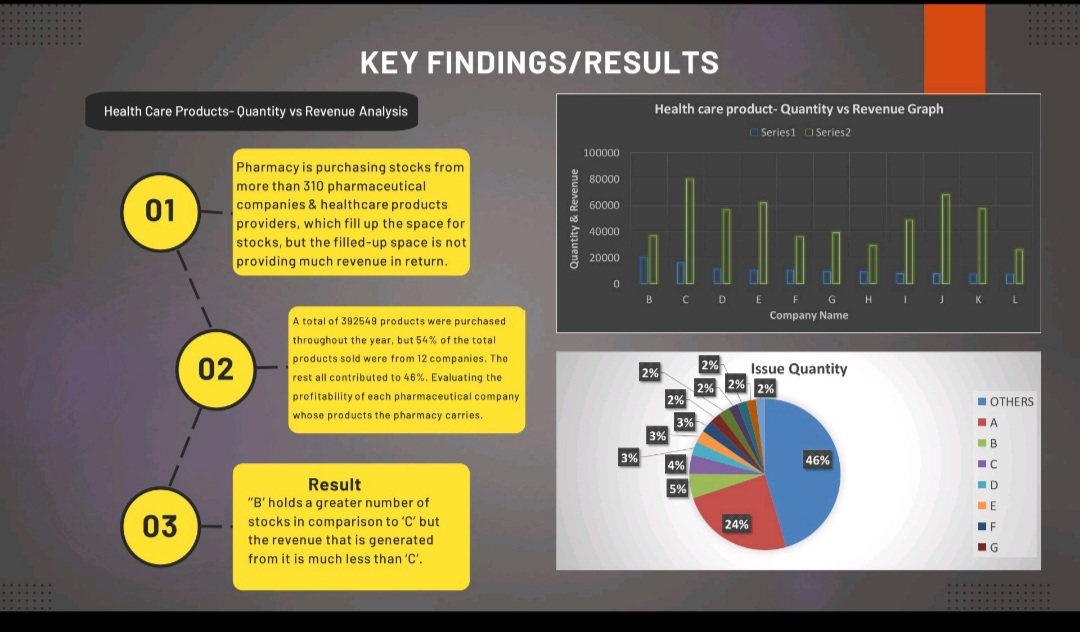 KEY FINDINGS/RESULTS
Health Care Products- Quantity vs Revenue Analysis
01
Pharmacy is purchasing stocks from
more than 310 pharmaceutical
companies & healthcare products
providers, which fill up the space for
stocks, but the filled-up space is not
providing much revenue in return.
02
A total of 392549 products were purchased
throughout the year, but 54% of the total
products sold were from 12 companies. The
rest all contributed to 46%. Evaluating the
profitability of each pharmaceutical company
whose products the pharmacy carries.
03
Result
"B' holds a greater number of
stocks in comparison to 'C' but
the revenue that is generated
from it is much less than 'C'.
Health care product- Quantity vs Revenue Graph
Series1 Series2
Quantity & Revenue
100000
80000
60000
40000
20000
0
B C D E F G H I J K L
Company Name
Issue Quantity
2%
2%
2%
2%
2%
2%
3%
3%
3%
4%
5%
24%
46%
OTHERS
A
B
C
D
E
F
G